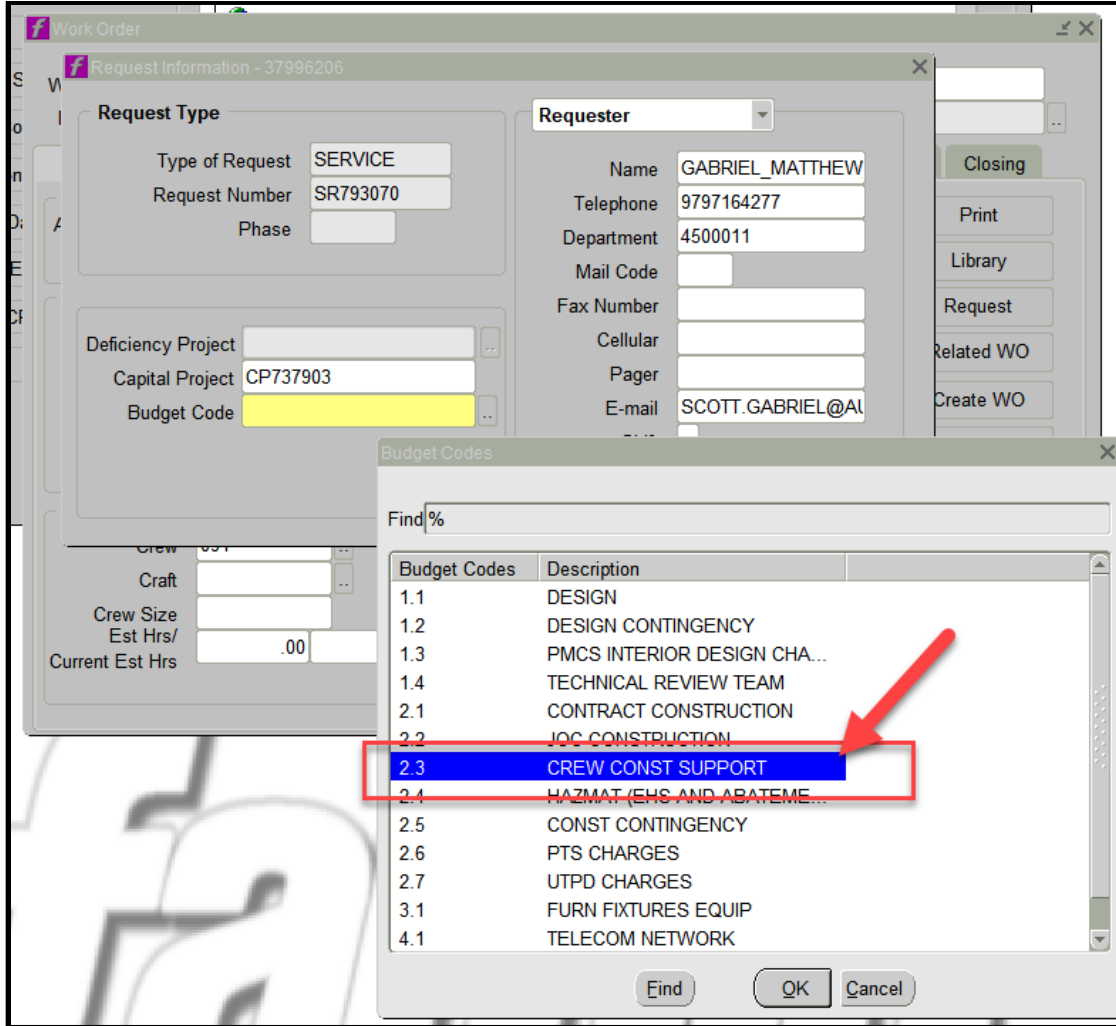 Work Order
Request Information - 37996206
Request Type
Type of Request SERVICE
Request Number SR793070
Phase
Deficiency Project ..
Capital Project CP737903
Budget Code ..
Requester
Name GABRIEL_MATTHEW
Telephone 9797164277
Department 4500011
Mail Code
Fax Number
Cellular
Pager
E-mail SCOTT.GABRIEL@AU
..
Closing
Print
Library
Request
Related WO
Create WO
Crew
Craft ..
Crew Size
Est Hrs/
Current Est Hrs .00
Budget Codes
Find %
Budget Codes Description
1.1 DESIGN
1.2 DESIGN CONTINGENCY
1.3 PMCS INTERIOR DESIGN CHA...
1.4 TECHNICAL REVIEW TEAM
2.1 CONTRACT CONSTRUCTION
2.2 JOC CONSTRUCTION
2.3 CREW CONST SUPPORT
2.4 HAZMAT (EHS AND ABATEME...
2.5 CONST CONTINGENCY
2.6 PTS CHARGES
2.7 UTPD CHARGES
3.1 FURN FIXTURES EQUIP
4.1 TELECOM NETWORK
Find OK Cancel